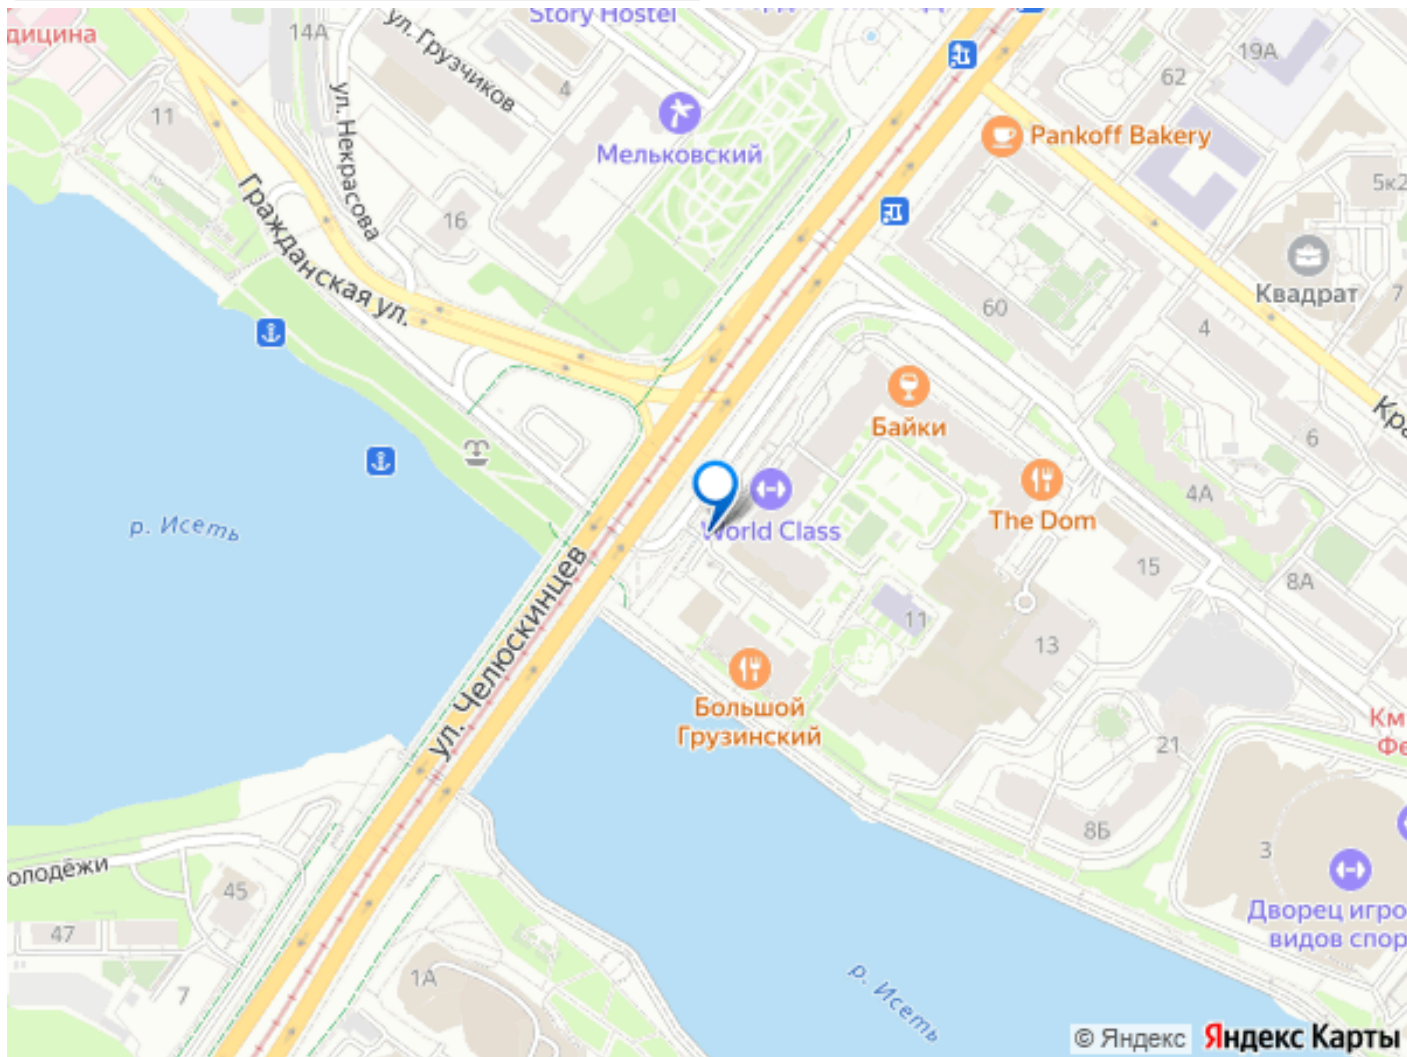 Story Hostel
дицина
14А
ул. Грузчиков
4
19А
62
11
ул. Некрасова
Мельковский
Pankoff Bakery
5к2
16
Гражданская ул.
Квадрат
7
60
4
Байки
6
4А
The Dom
р. Исеть
World Class
15
8А
11
13
ул. Челюскинцев
Большой
Грузинский
21
8Б
3
олодёжи
45
47
7
1А
Дворец игро
видов спор
р. Исеть
© Яндекс Яндекс Карты